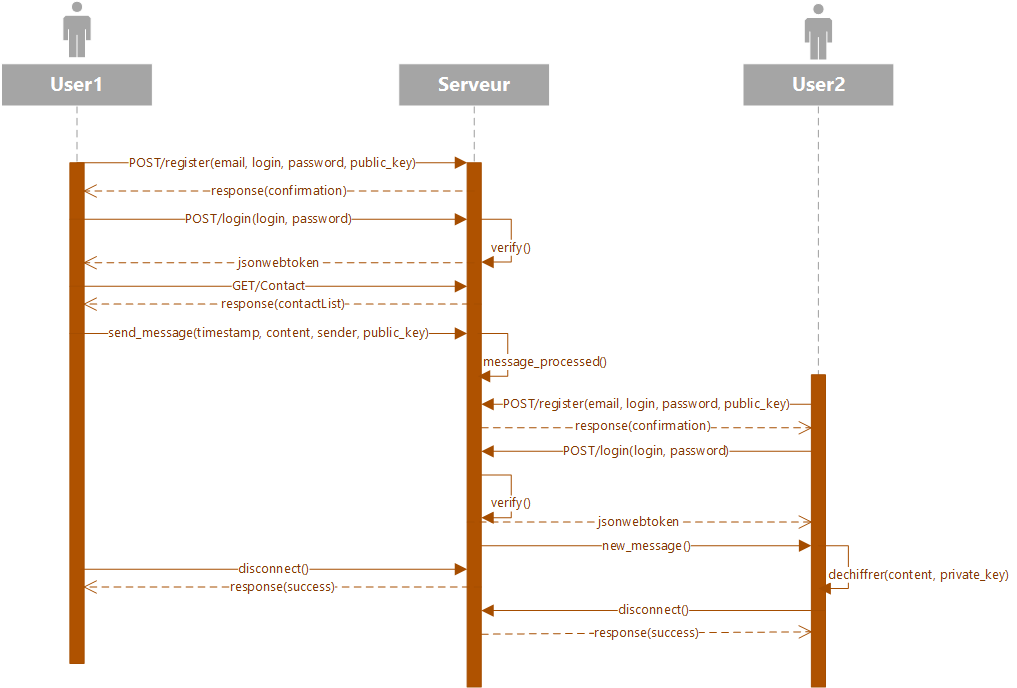 User1
Serveur
User2
POST/register(email, login, password, public_key)
response(confirmation)
POST/login(login, password)
verify()
jsonwebtoken
GET/Contact
response(contactList)
send_message(timestamp, content, sender, public_key)
message_processed()
POST/register(email, login, password, public_key)
response(confirmation)
POST/login(login, password)
verify()
jsonwebtoken
new_message()
disconnect()
dechiffrer(content, private_key)
response(success)
disconnect()
response(success)